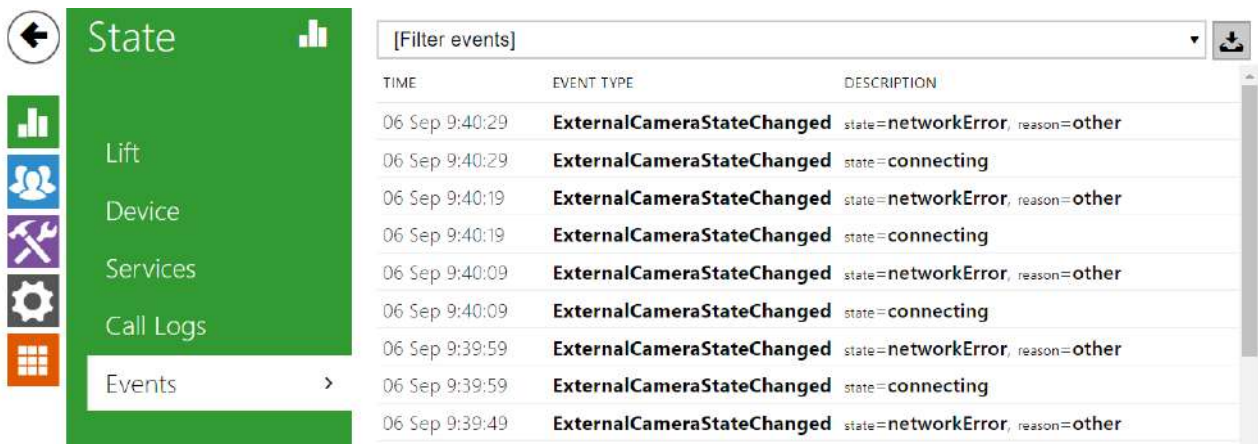 State
Lift
Device
Services
Call Logs
Events
[Filter events]
TIME EVENT TYPE DESCRIPTION
06 Sep 9:40:29 ExternalCameraStateChanged state=networkError, reason=other
06 Sep 9:40:29 ExternalCameraStateChanged state=connecting
06 Sep 9:40:19 ExternalCameraStateChanged state=networkError, reason=other
06 Sep 9:40:19 ExternalCameraStateChanged state=connecting
06 Sep 9:40:09 ExternalCameraStateChanged state=networkError, reason=other
06 Sep 9:40:09 ExternalCameraStateChanged state=connecting
06 Sep 9:39:59 ExternalCameraStateChanged state=networkError, reason=other
06 Sep 9:39:59 ExternalCameraStateChanged state=connecting
06 Sep 9:39:49 ExternalCameraStateChanged state=networkError, reason=other